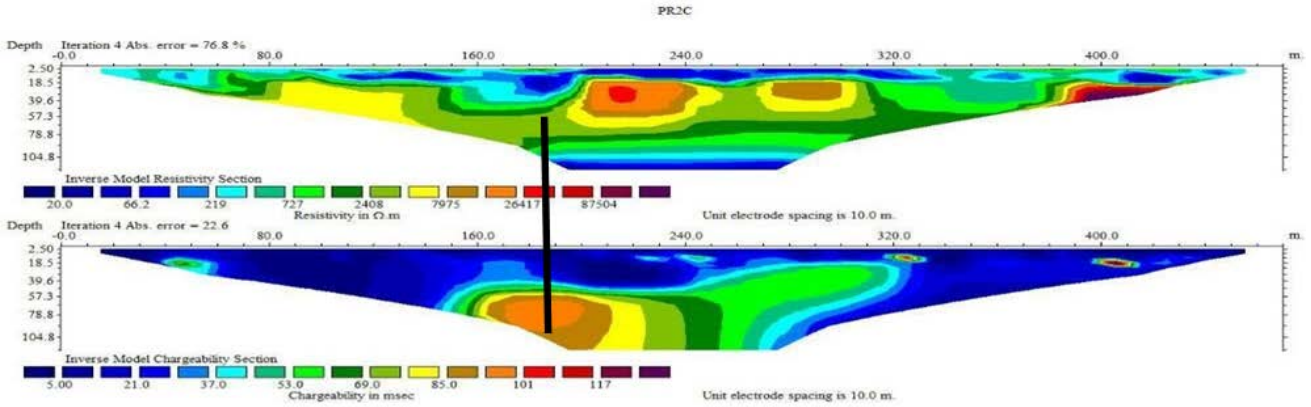 PR2C
Depth Iteration 4 Abs. error = 76.8 %
-0.0 80.0 160.0 240.0 320.0 400.0 m.
2.50
18.5
39.6
57.3
78.8
104.8
Inverse Model Resistivity Section
20.0 66.2 219 727 2408 7975 26417 87504
Resistivity in Ω.m Unit electrode spacing is 10.0 m.
Depth Iteration 4 Abs. error = 22.6
-0.0 80.0 160.0 240.0 320.0 400.0 m.
2.50
18.5
39.6
57.3
78.8
104.8
Inverse Model Chargeability Section
5.00 21.0 37.0 53.0 69.0 85.0 101 117
Chargeability in msec Unit electrode spacing is 10.0 m.